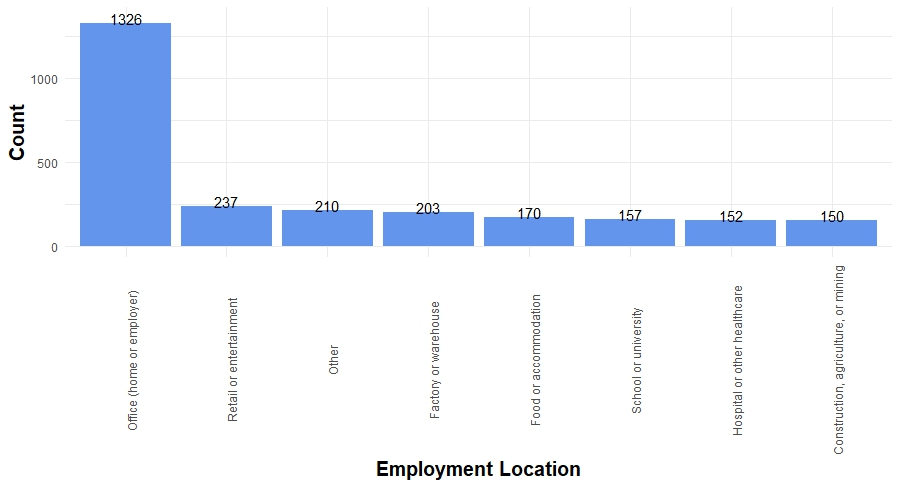 1326
237
210
203
170
157
152
150
Count
1000
500
0
Office (home or employer)
Retail or entertainment
Other
Factory or warehouse
Food or accommodation
School or university
Hospital or other healthcare
Construction, agriculture, or mining
Employment Location